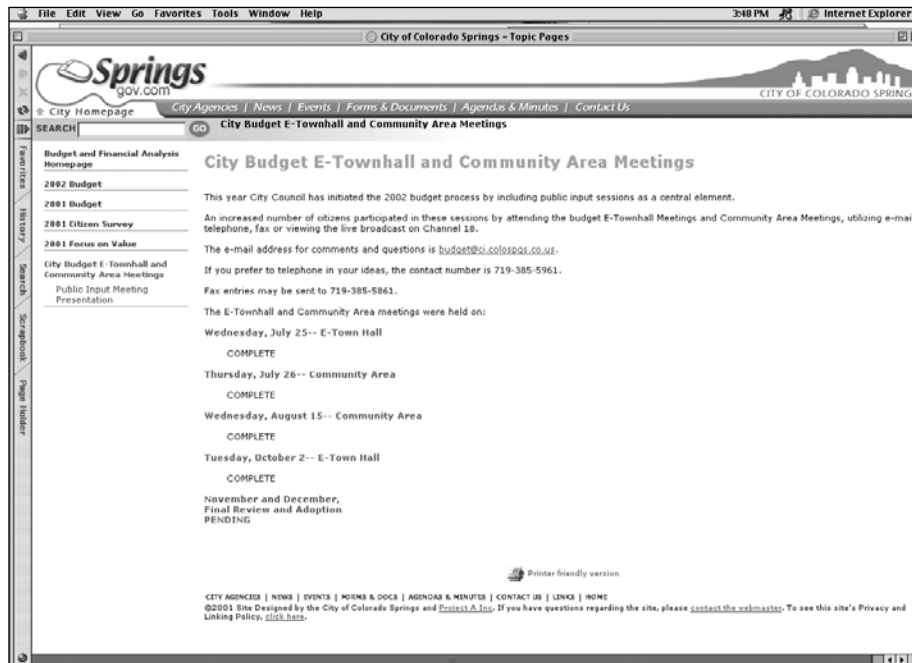 File Edit View Go Favorites Tools Window Help 3:48 PM Internet Explorer
City of Colorado Springs - Topic Pages
Springs
gov.com
CITY OF COLORADO SPRING
City Homepage City Agencies | News | Events | Forms & Documents | Agendas & Minutes | Contact Us
SEARCH GO City Budget E-Townhall and Community Area Meetings
Favorites
History
Search
Scrapbook
Page Holder
Budget and Financial Analysis
Homepage
2002 Budget
2001 Budget
2001 Citizen Survey
2001 Focus on Value
City Budget E-Townhall and
Community Area Meetings
Public Input Meeting
Presentation
City Budget E-Townhall and Community Area Meetings
This year City Council has initiated the 2002 budget process by including public input sessions as a central element.
An increased number of citizens participated in these sessions by attending the budget E-Townhall Meetings and Community Area Meetings, utilizing e-mai
telephone, fax or viewing the live broadcast on Channel 18.
The e-mail address for comments and questions is budget@ci.colospgs.co.us.
If you prefer to telephone in your ideas, the contact number is 719-385-5961.
Fax entries may be sent to 719-385-5861.
The E-Townhall and Community Area meetings were held on:
Wednesday, July 25-- E-Town Hall
COMPLETE
Thursday, July 26-- Community Area
COMPLETE
Wednesday, August 15-- Community Area
COMPLETE
Tuesday, October 2-- E-Town Hall
COMPLETE
November and December,
Final Review and Adoption
PENDING
Printer friendly version
CITY AGENCIES | NEWS | EVENTS | FORMS & DOCS | AGENDAS & MINUTES | CONTACT US | LINKS | HOME
©2001 Site Designed by the City of Colorado Springs and Project A Inc. If you have questions regarding the site, please contact the webmaster. To see this site's Privacy and
Linking Policy, click here.